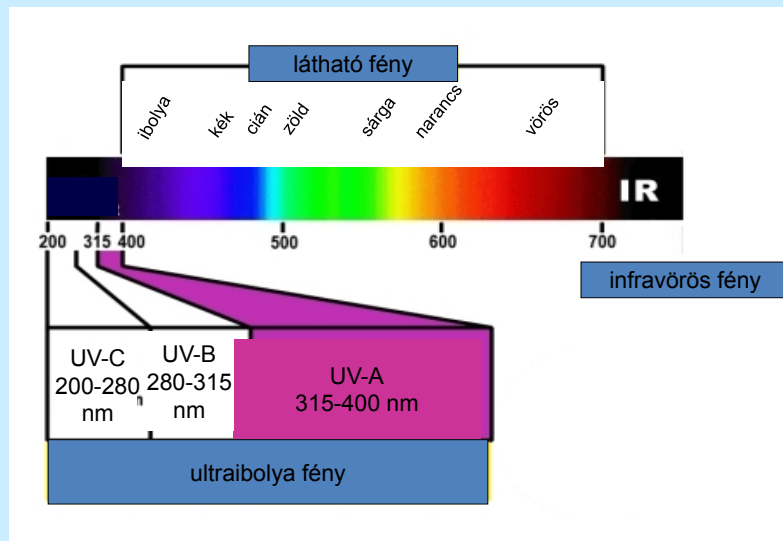 látható fény
ibolya
kék
cián
zöld
sárga
narancs
vörös
IR
200 315 400 500 600 700
infravörös fény
UV-C
200-280
nm
UV-B
280-315
nm
UV-A
315-400 nm
ultraibolya fény